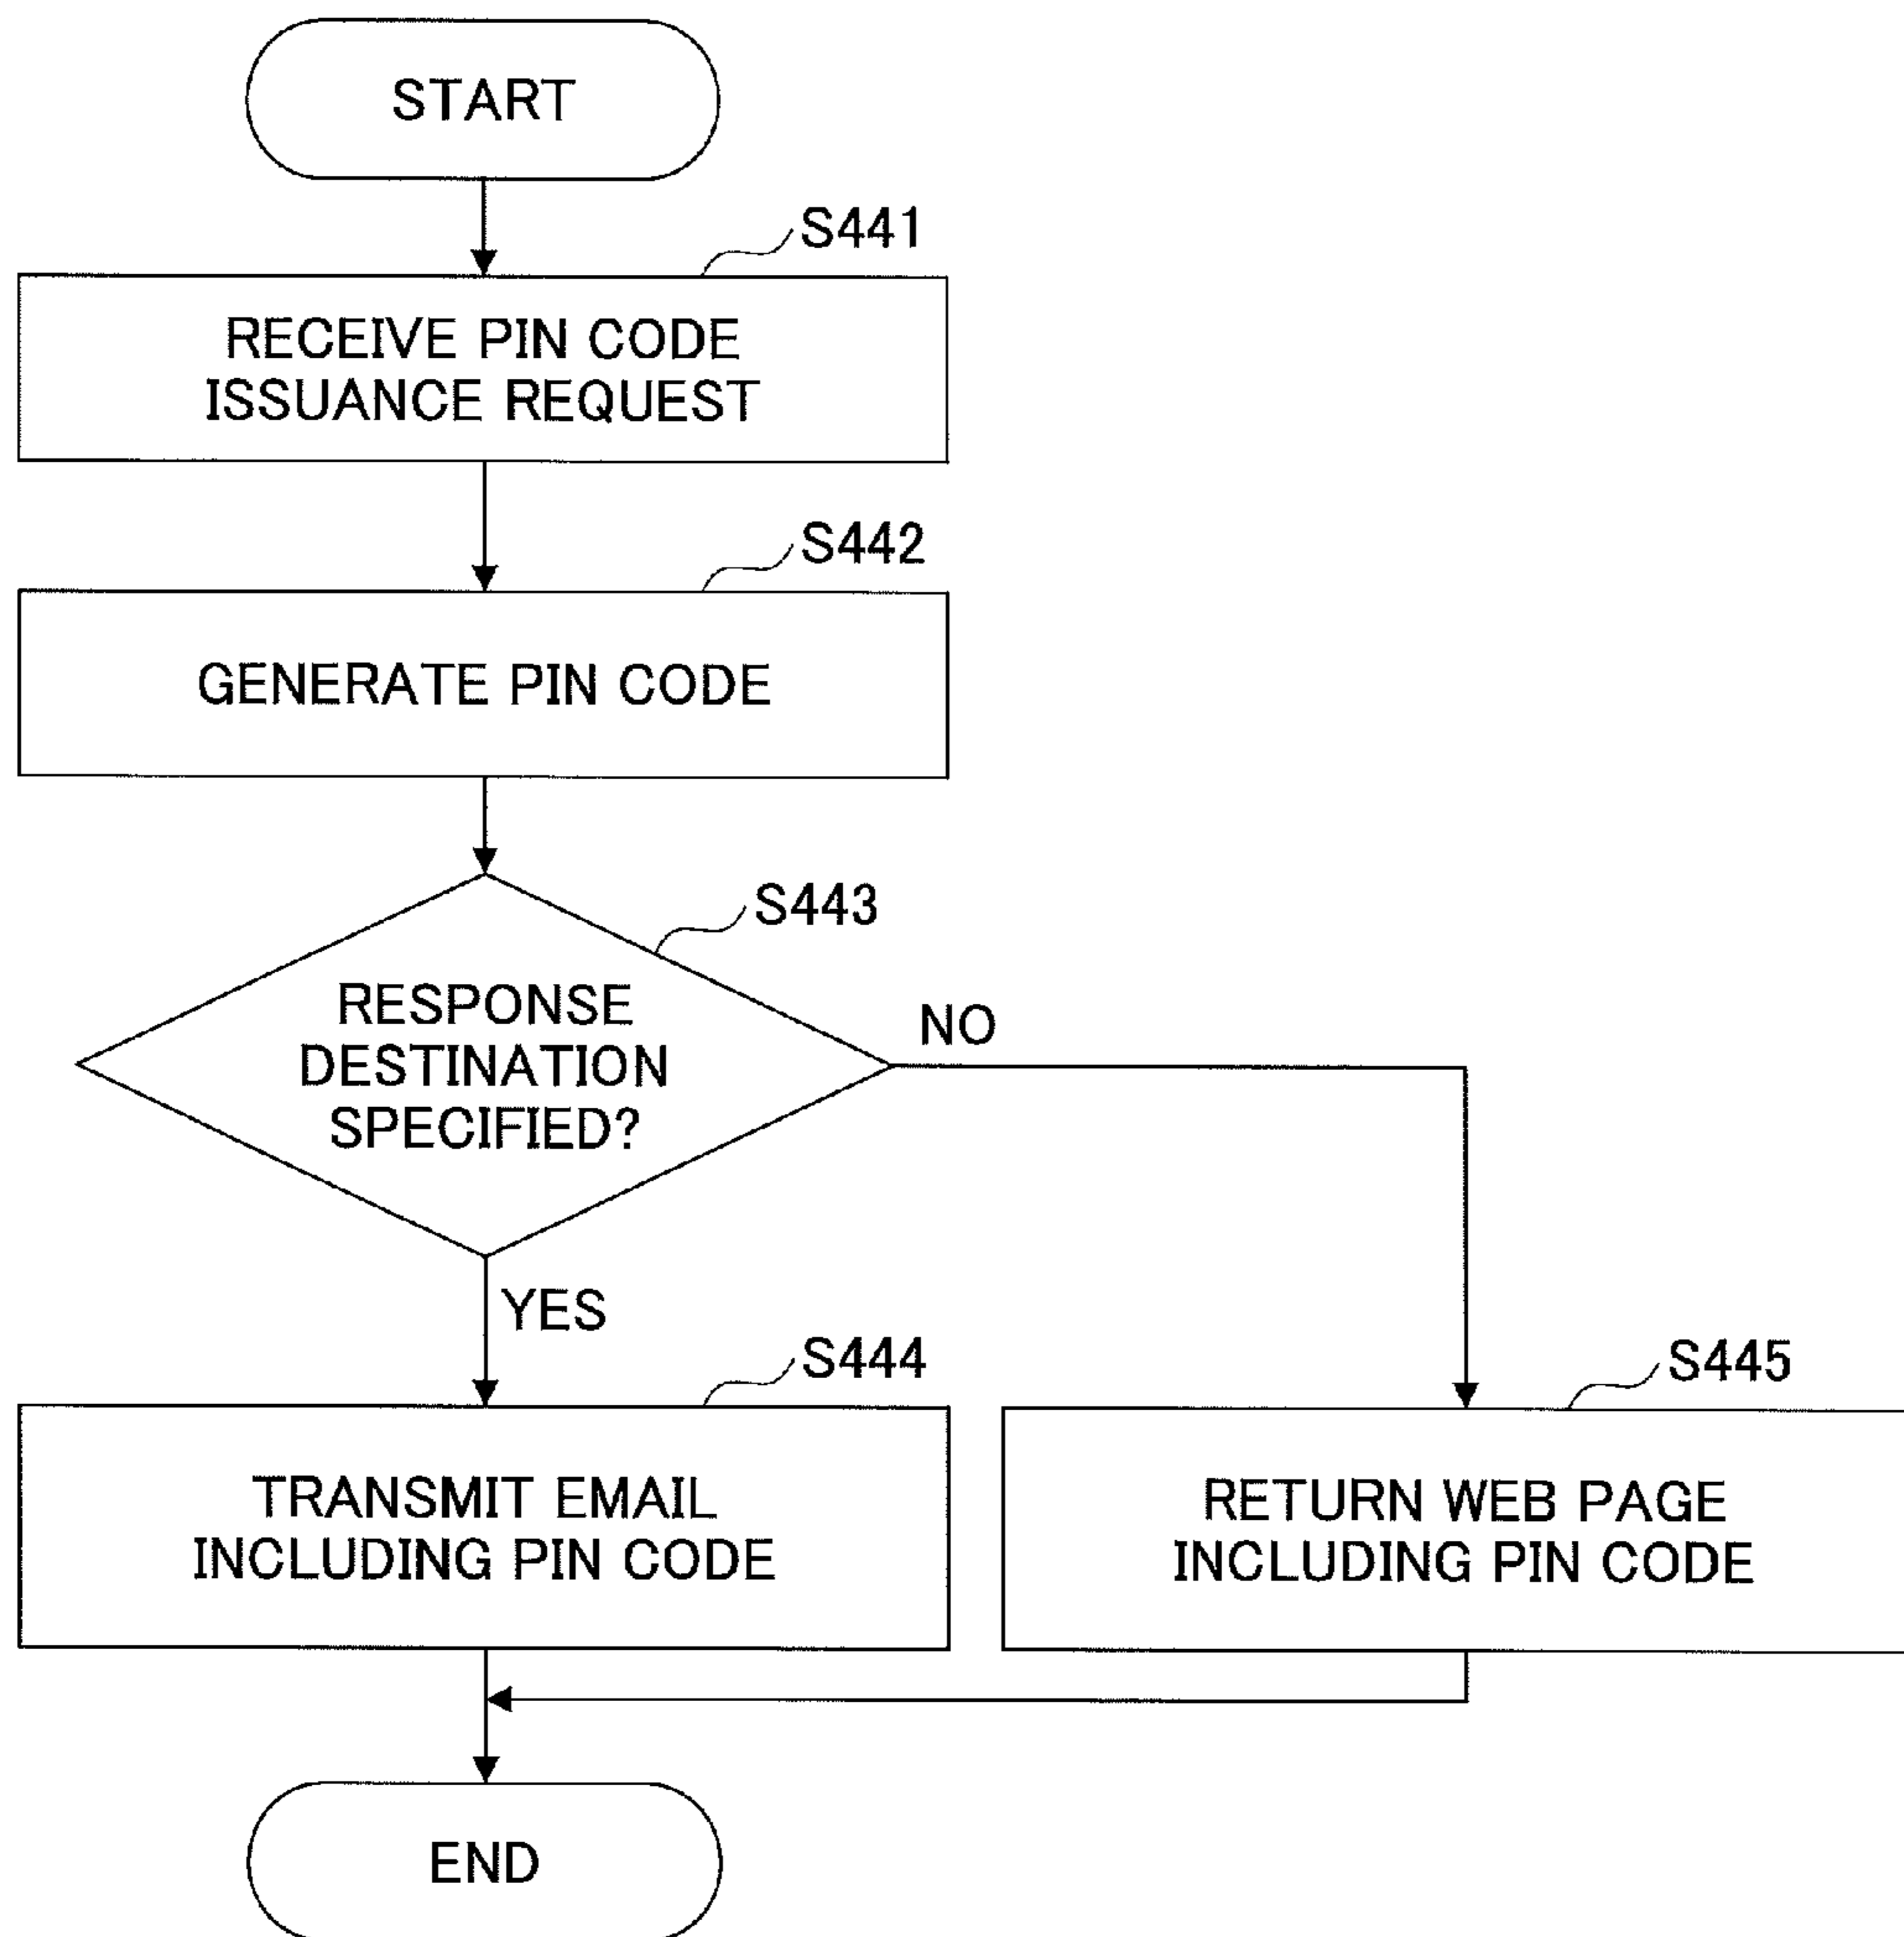 START
S441
RECEIVE PIN CODE
ISSUANCE REQUEST
S442
GENERATE PIN CODE
S443
RESPONSE
DESTINATION
SPECIFIED?
NO
YES
S444
TRANSMIT EMAIL
INCLUDING PIN CODE
S445
RETURN WEB PAGE
INCLUDING PIN CODE
END